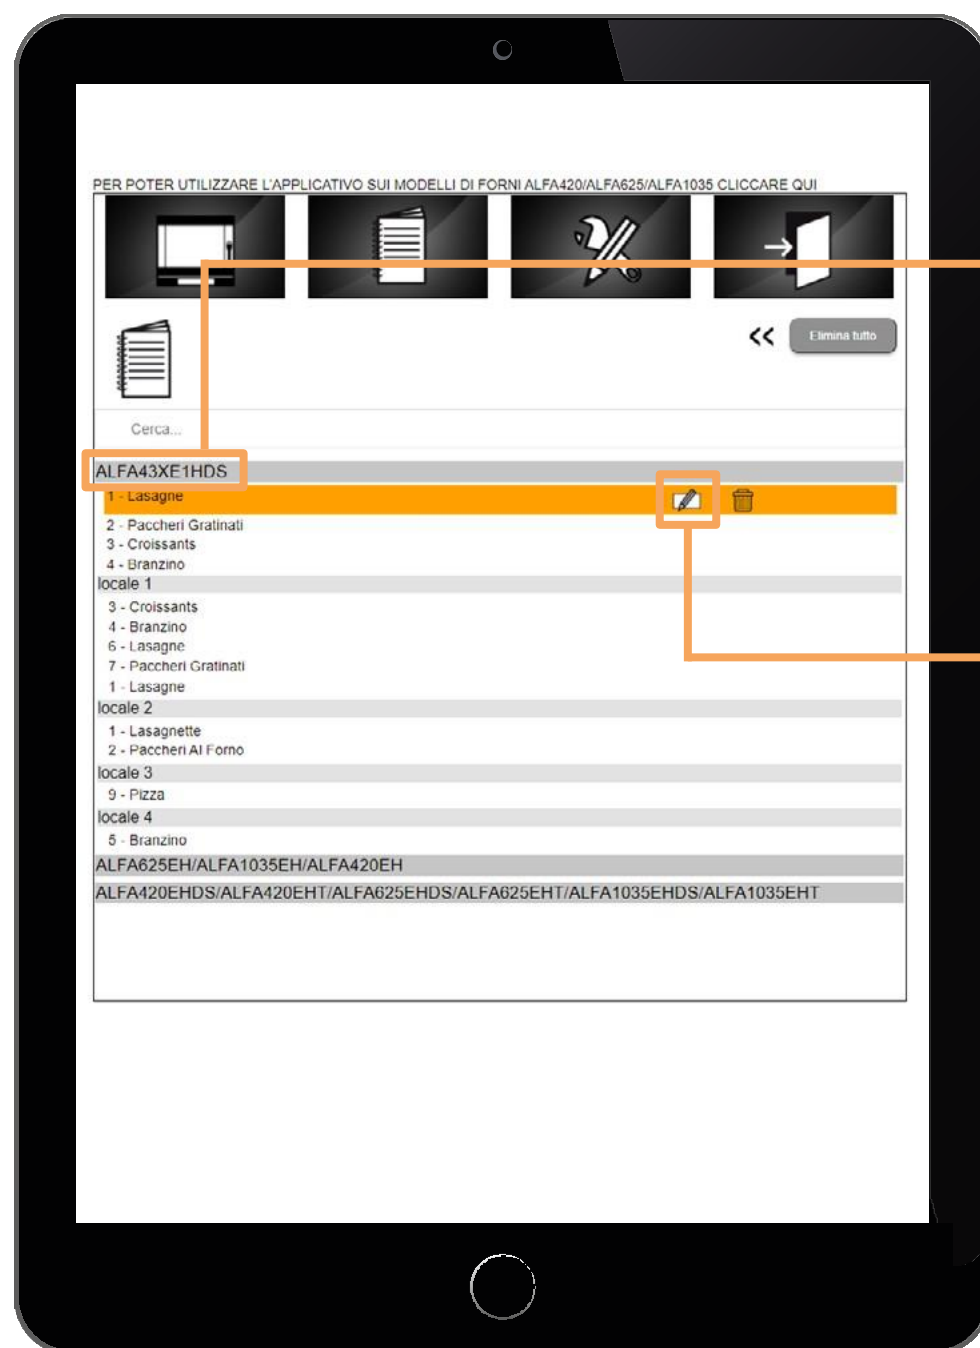 PER POTER UTILIZZARE L'APPLICATIVO SUI MODELLI DI FORNI ALFA420/ALFA625/ALFA1035 CLICCARE QUI
<< Elimina tutto
Cerca...
ALFA43XE1HDS
1 - Lasagne
2 - Paccheri Gratinati
3 - Croissants
4 - Branzino
locale 1
3 - Croissants
4 - Branzino
6 - Lasagne
7 - Paccheri Gratinati
1 - Lasagne
locale 2
1 - Lasagnette
2 - Paccheri Al Forno
locale 3
9 - Pizza
locale 4
5 - Branzino
ALFA625EH/ALFA1035EH/ALFA420EH
ALFA420EHDS/ALFA420EHT/ALFA625EHDS/ALFA625EHT/ALFA1035EHDS/ALFA1035EHT